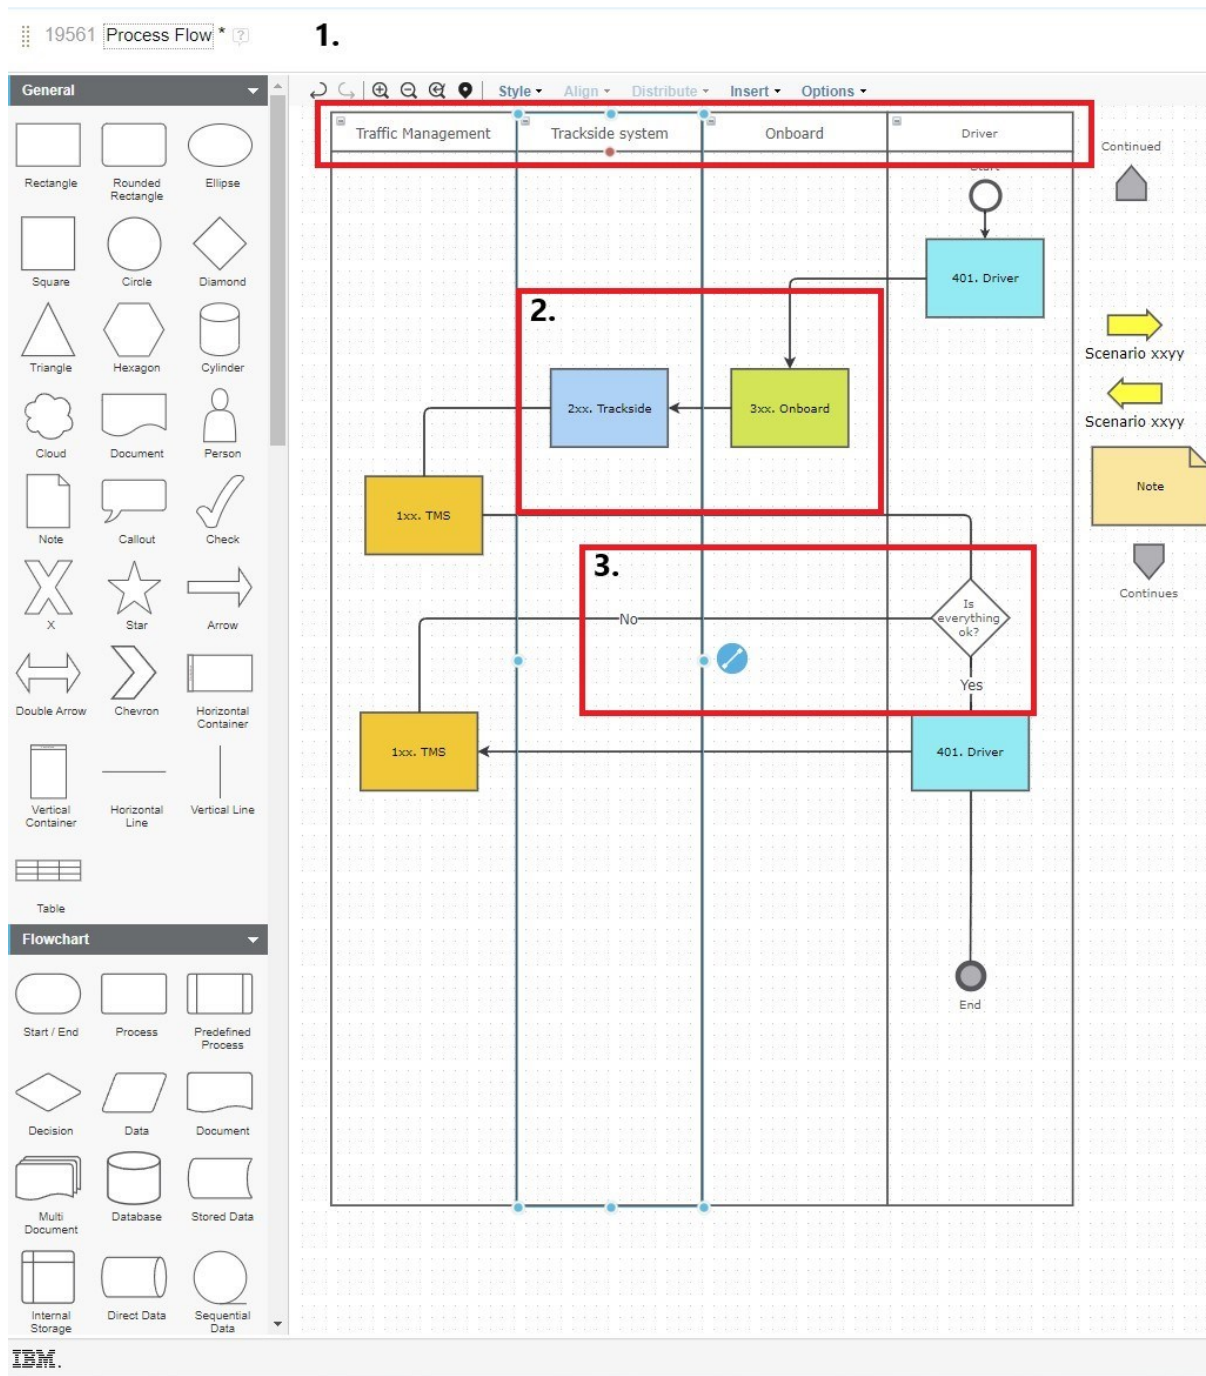 19561 Process Flow * ?
1.
General
Style
Align
Distribute
Insert
Options
Rectangle
Rounded
Rectangle
Ellipse
Square
Circle
Diamond
Triangle
Hexagon
Cylinder
Cloud
Document
Person
Note
Callout
Check
X
Star
Arrow
Double Arrow
Chevron
Horizontal
Container
Vertical
Container
Horizontal
Line
Vertical Line
Table
Flowchart
Start / End
Process
Predefined
Process
Decision
Data
Document
Multi
Document
Database
Stored Data
Internal
Storage
Direct Data
Sequential
Data
Traffic Management
Trackside system
Onboard
Driver
Start
401. Driver
2.
2xx. Trackside
3xx. Onboard
1xx. TMS
3.
Is
everything
ok?
No
Yes
1xx. TMS
401. Driver
End
Continued
Scenario xxyy
Scenario xxyy
Note
Continues
IBM.